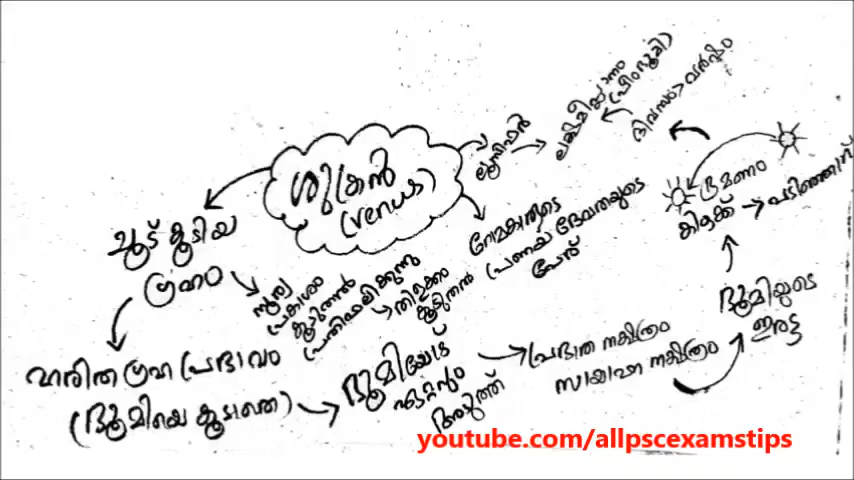 ശുക്രൻ
(venus)
ചൂട് കൂടിയ
ഗ്രഹം
സൂര്യ
പ്രകാശം
കൂടുതൽ
പ്രതിഫലിക്കുന്നു
തിളക്കം
കൂടുതൽ
ഹരിത ഗ്രഹ പ്രഭാവം
(ഭൂമിയെ കൂടാതെ)
ഭൂമിയോട്
ഏറ്റവും
അടുത്ത്
പ്രഭാത നക്ഷത്രം
സായാഹ്ന നക്ഷത്രം
ഭൂമിയുടെ
ഇരട്ട
ഭ്രമണം
കിഴക്ക് → പടിഞ്ഞാറ്
ദിവസം > വർഷം
ലൂസിഫർ
റോമാക്കാരുടെ
പ്രണയ ദേവതയുടെ
പേര്
youtube.com/allpscexamstips